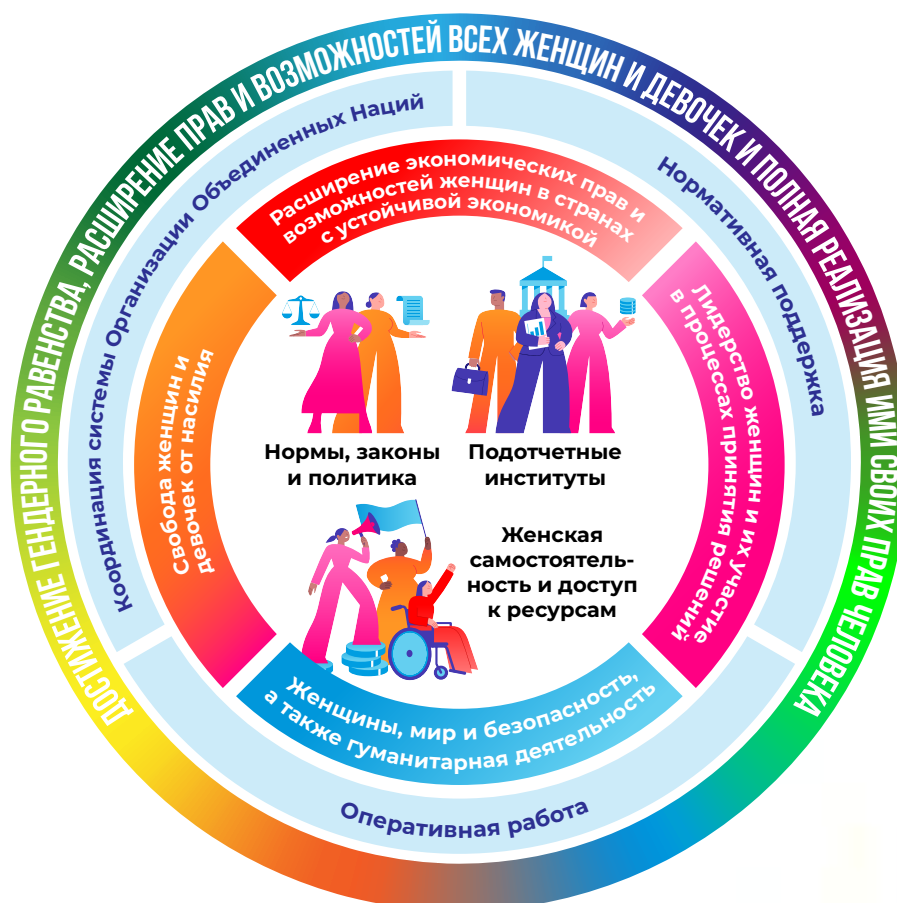 ДОСТИЖЕНИЕ ГЕНДЕРНОГО РАВЕНСТВА, РАСШИРЕНИЕ ПРАВ И ВОЗМОЖНОСТЕЙ ВСЕХ ЖЕНЩИН И ДЕВОЧЕК И ПОЛНАЯ РЕАЛИЗАЦИЯ ИМИ СВОИХ ПРАВ ЧЕЛОВЕКА
Координация системы Организации Объединенных Наций
Нормативная поддержка
Оперативная работа
Расширение экономических прав и
возможностей женщин в странах
с устойчивой экономикой
Лидерство женщин и их участие
в процессах принятия решений
Свобода женщин и
девочек от насилия
Женщины, мир и безопасность,
а также гуманитарная деятельность
Нормы, законы
и политика
Подотчетные
институты
Женская
самостоятель-
ность и доступ
к ресурсам